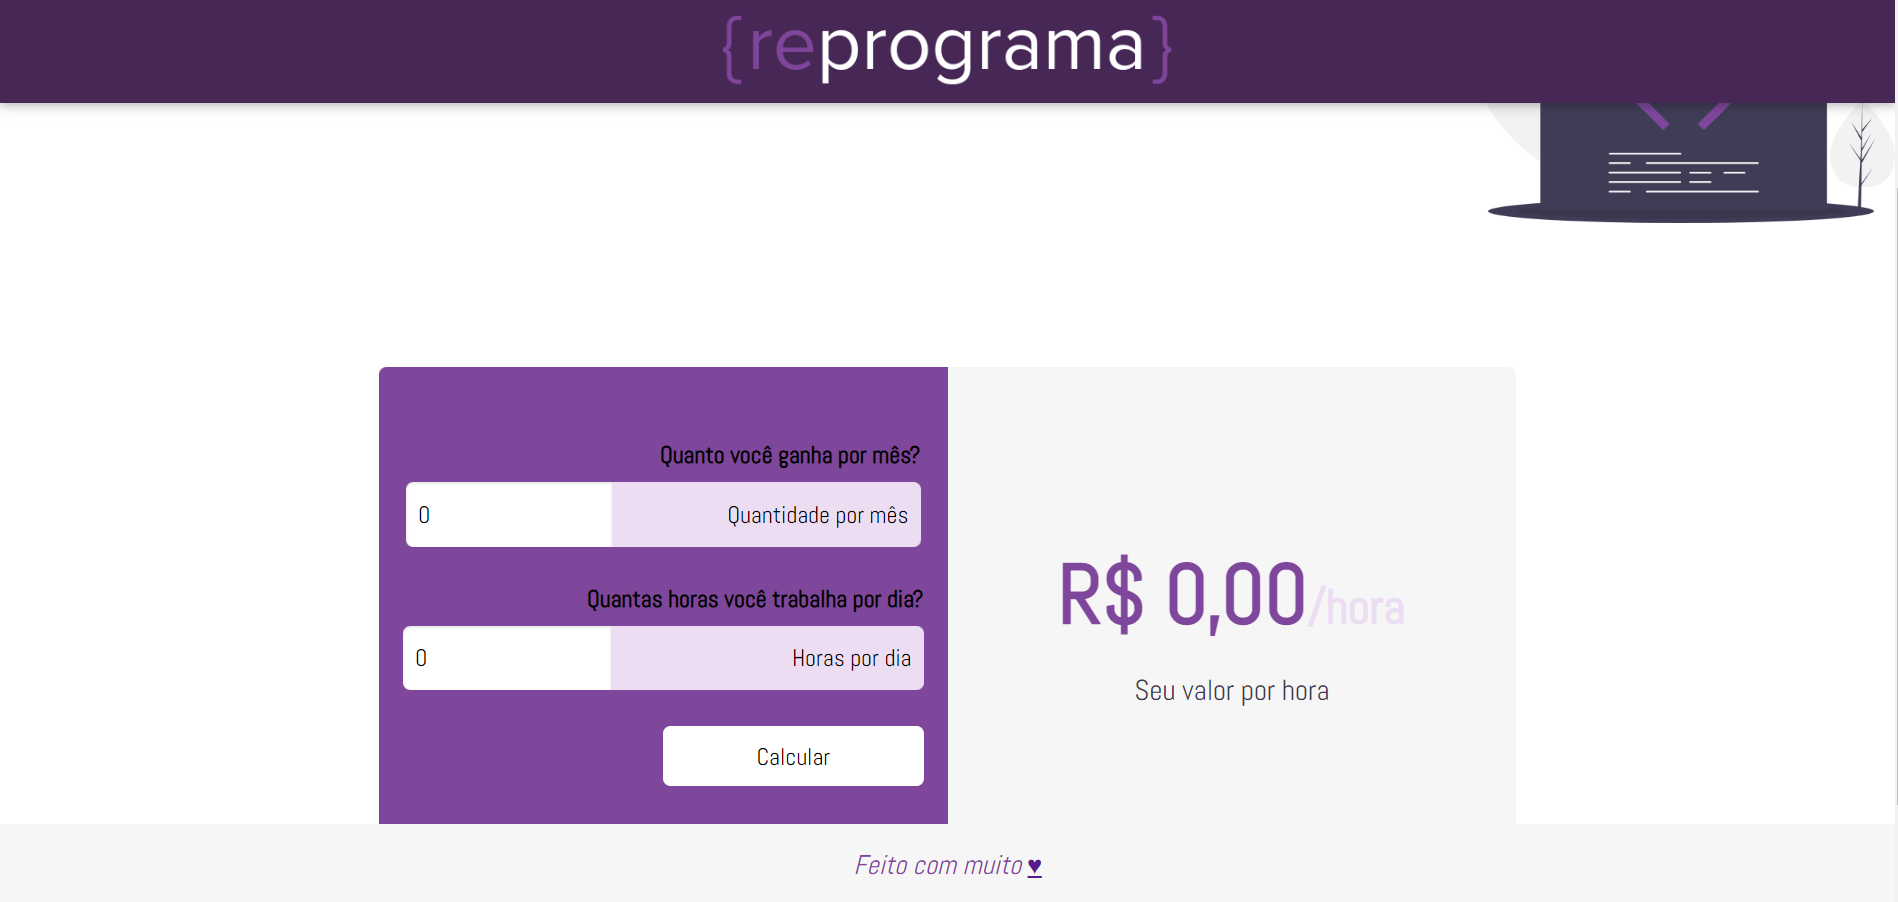 {reprograma}
Quanto você ganha por mês?
0 Quantidade por mês
Quantas horas você trabalha por dia?
0 Horas por dia
Calcular
R$ 0,00/hora
Seu valor por hora
Feito com muito ♥